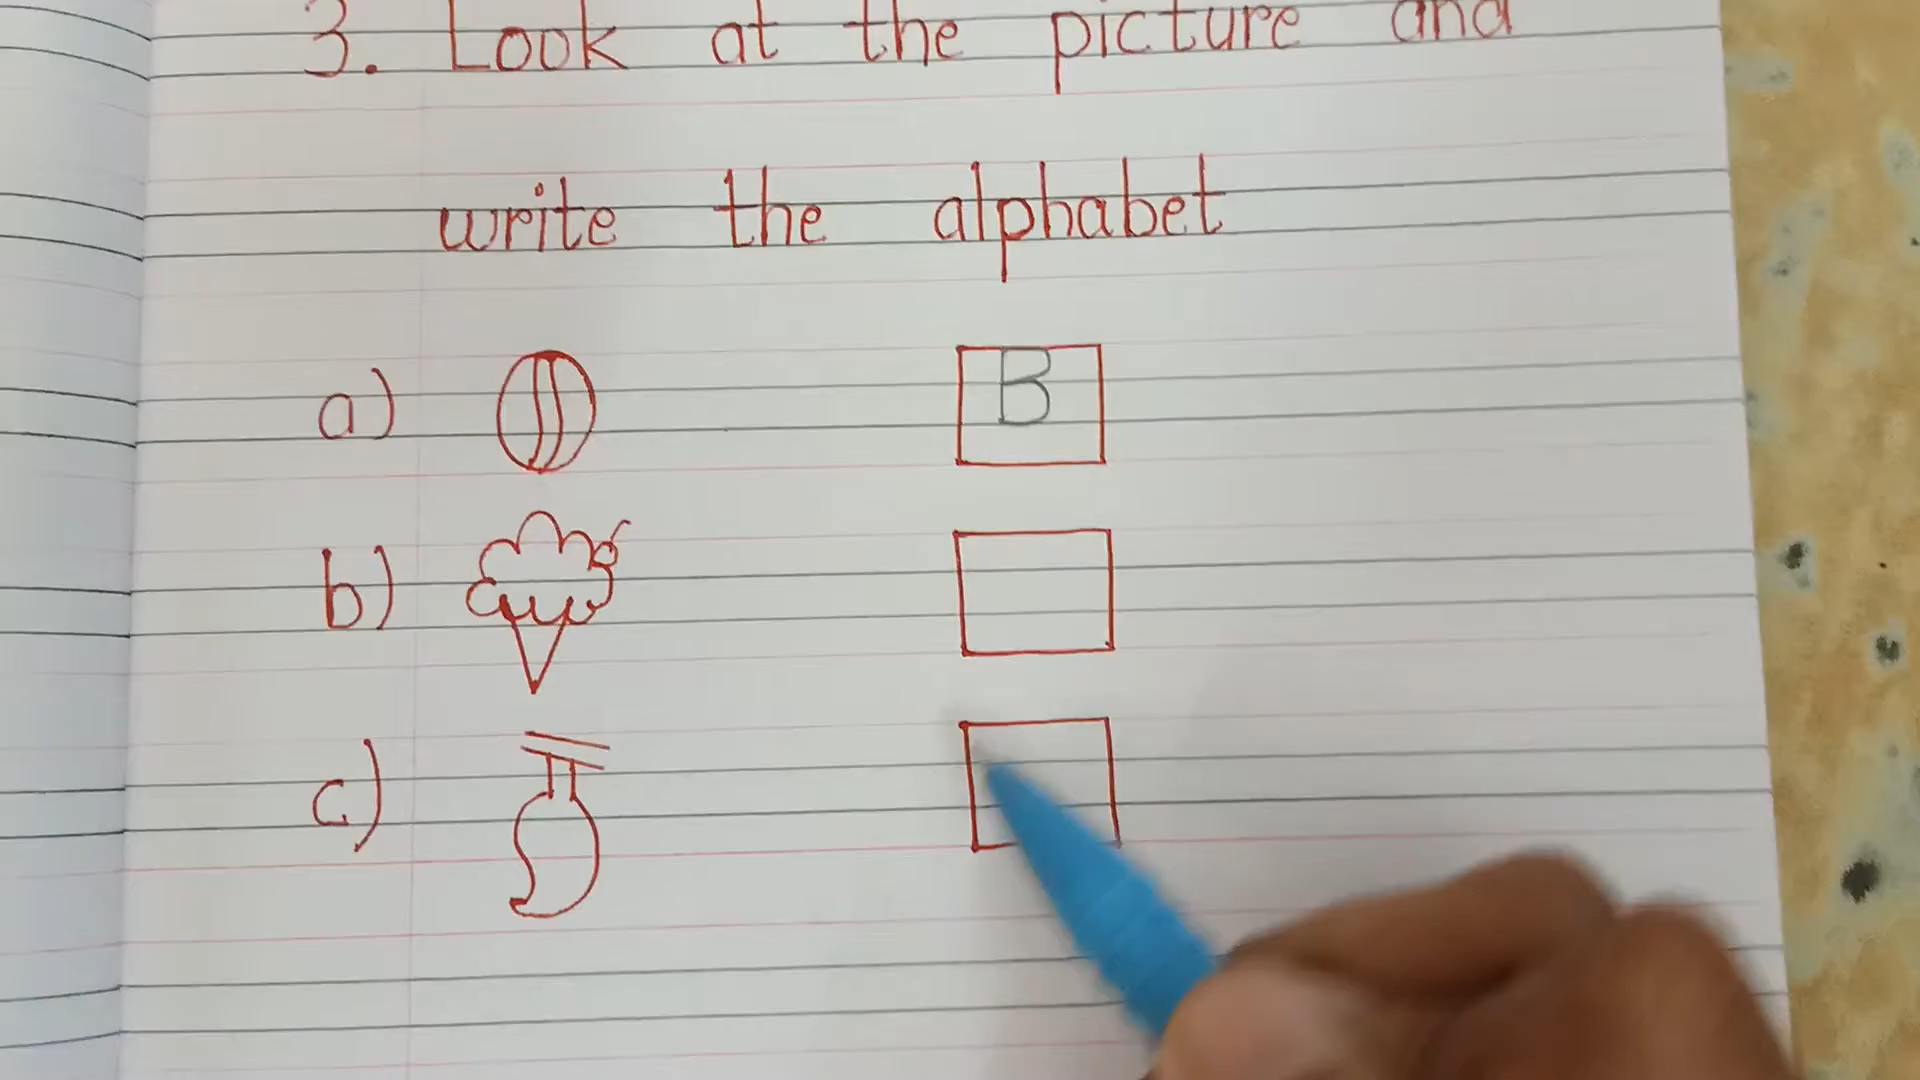 3. Look at the picture and
write the alphabet
a) B
b)
c)